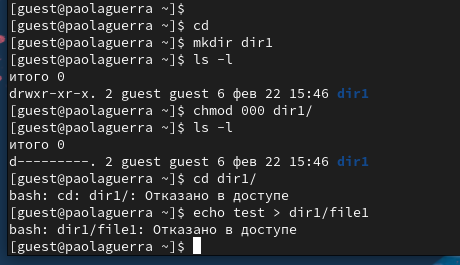 [guest@paolaguerra ~]$
[guest@paolaguerra ~]$ cd
[guest@paolaguerra ~]$ mkdir dir1
[guest@paolaguerra ~]$ ls -l
итого 0
drwxr-xr-x. 2 guest guest 6 фев 22 15:46 dir1
[guest@paolaguerra ~]$ chmod 000 dir1/
[guest@paolaguerra ~]$ ls -l
итого 0
d---------. 2 guest guest 6 фев 22 15:46 dir1
[guest@paolaguerra ~]$ cd dir1/
bash: cd: dir1/: Отказано в доступе
[guest@paolaguerra ~]$ echo test > dir1/file1
bash: dir1/file1: Отказано в доступе
[guest@paolaguerra ~]$